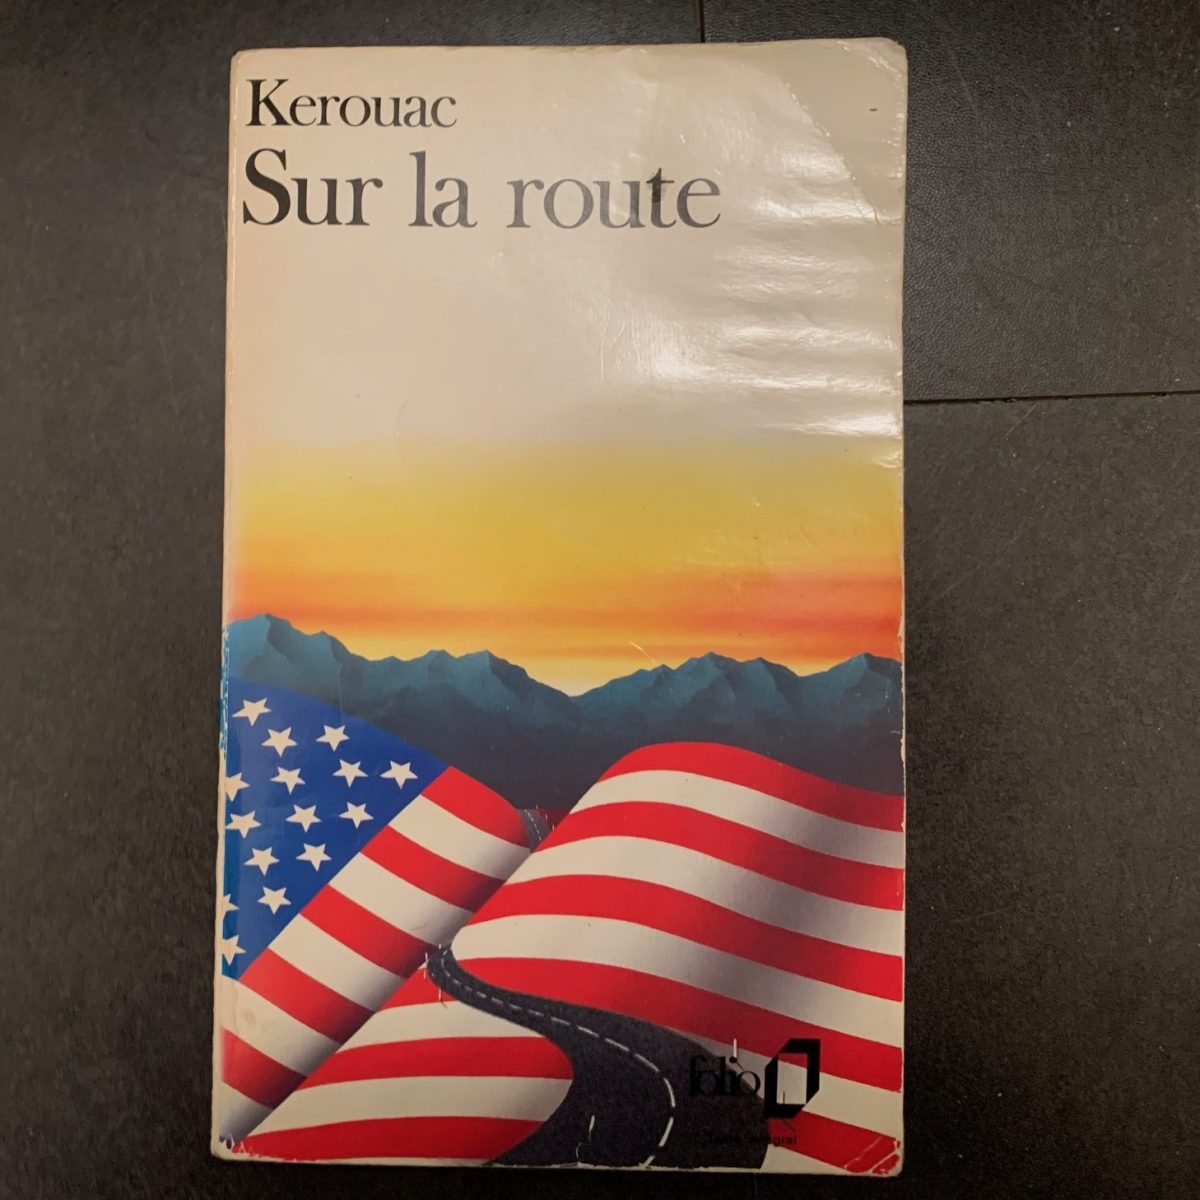 Kerouac
Sur la route
folio